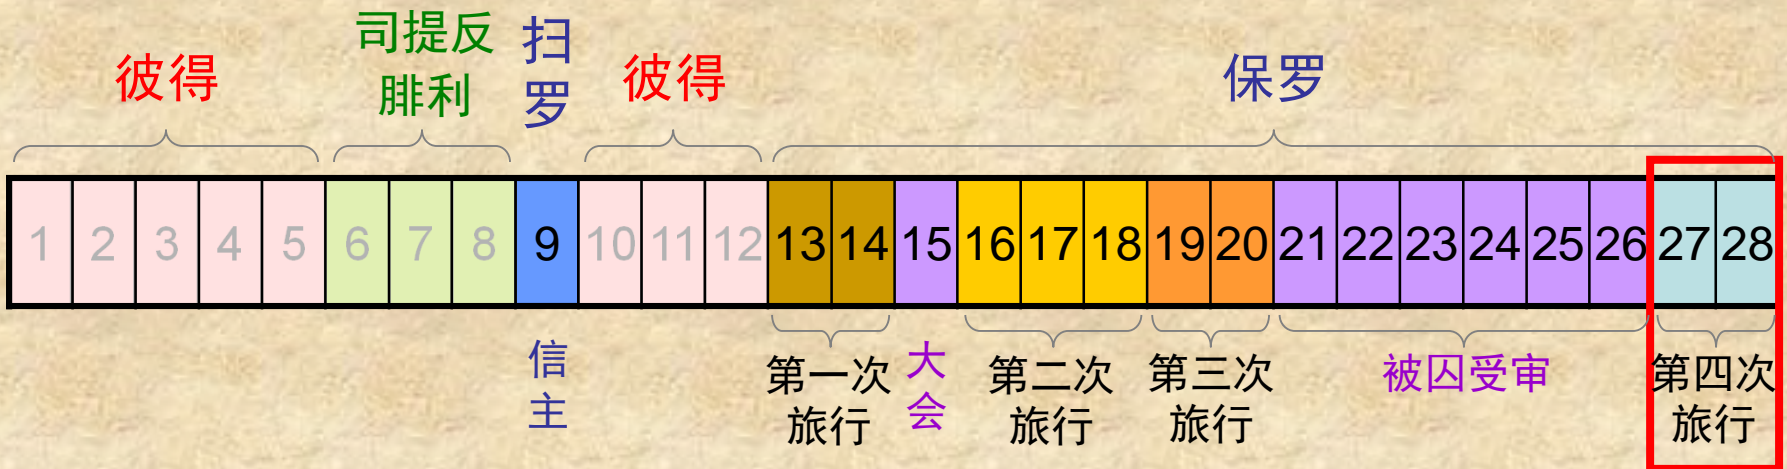 彼得
司提反
腓利
扫
罗
彼得
保罗
1 2 3 4 5 6 7 8 9 10 11 12 13 14 15 16 17 18 19 20 21 22 23 24 25 26 27 28
信
主
第一次
旅行
大
会
第二次
旅行
第三次
旅行
被囚受审
第四次
旅行